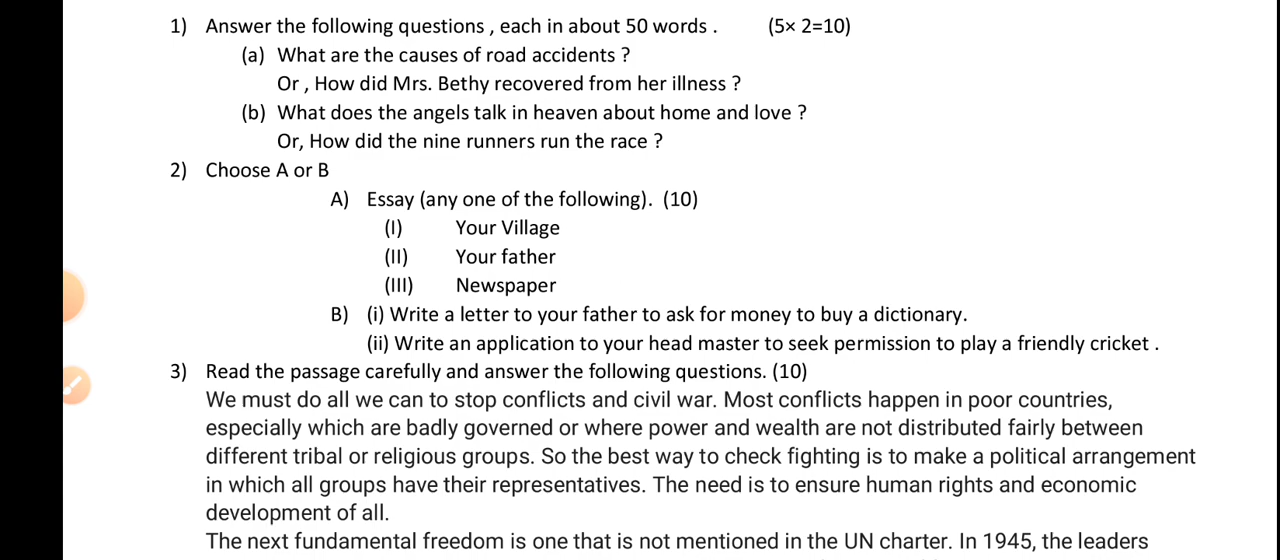 1) Answer the following questions , each in about 50 words . (5× 2=10)
(a) What are the causes of road accidents ?
Or , How did Mrs. Bethy recovered from her illness ?
(b) What does the angels talk in heaven about home and love ?
Or, How did the nine runners run the race ?
2) Choose A or B
A) Essay (any one of the following). (10)
(I) Your Village
(II) Your father
(III) Newspaper
B) (i) Write a letter to your father to ask for money to buy a dictionary.
(ii) Write an application to your head master to seek permission to play a friendly cricket .
3) Read the passage carefully and answer the following questions. (10)
We must do all we can to stop conflicts and civil war. Most conflicts happen in poor countries,
especially which are badly governed or where power and wealth are not distributed fairly between
different tribal or religious groups. So the best way to check fighting is to make a political arrangement
in which all groups have their representatives. The need is to ensure human rights and economic
development of all.
The next fundamental freedom is one that is not mentioned in the UN charter. In 1945, the leaders